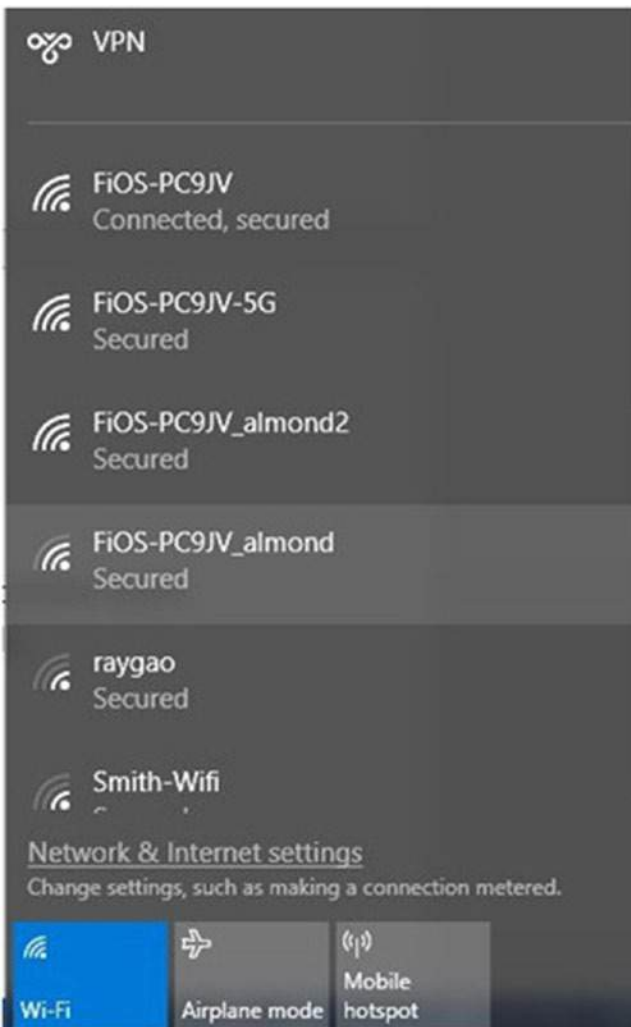 VPN
FiOS-PC9JV
Connected, secured
FiOS-PC9JV-5G
Secured
FiOS-PC9JV_almond2
Secured
FiOS-PC9JV_almond
Secured
raygao
Secured
Smith-Wifi
Network & Internet settings
Change settings, such as making a connection metered.
Wi-Fi
Airplane mode
Mobile
hotspot